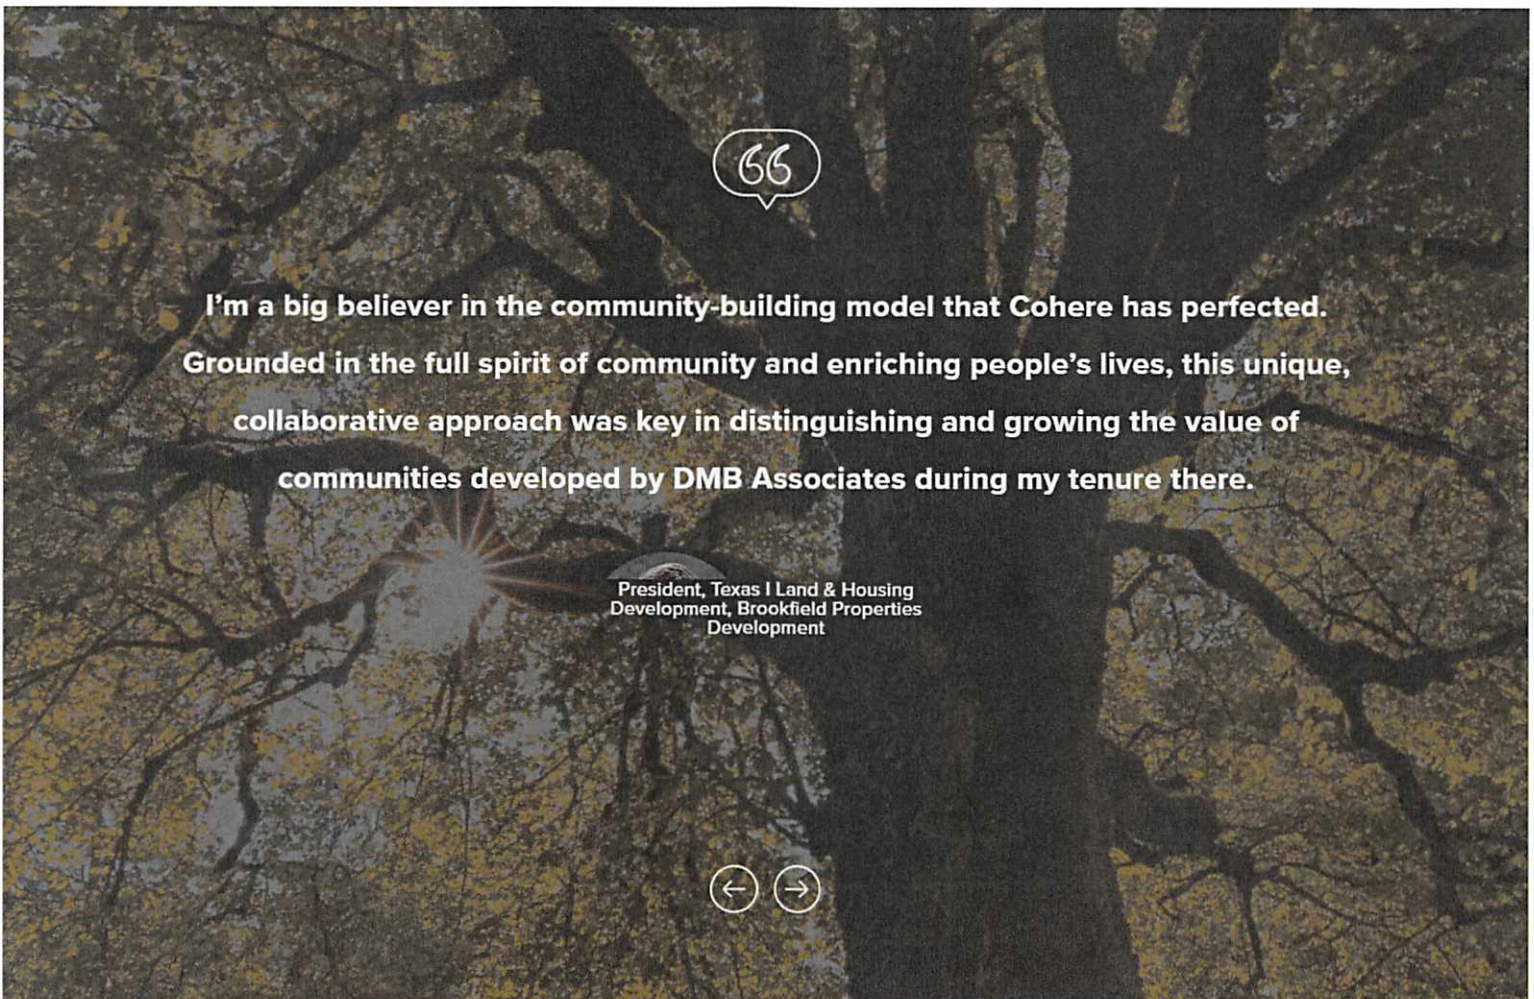 I'm a big believer in the community-building model that Cohere has perfected.
Grounded in the full spirit of community and enriching people's lives, this unique,
collaborative approach was key in distinguishing and growing the value of
communities developed by DMB Associates during my tenure there.
President, Texas I Land & Housing
Development, Brookfield Properties
Development